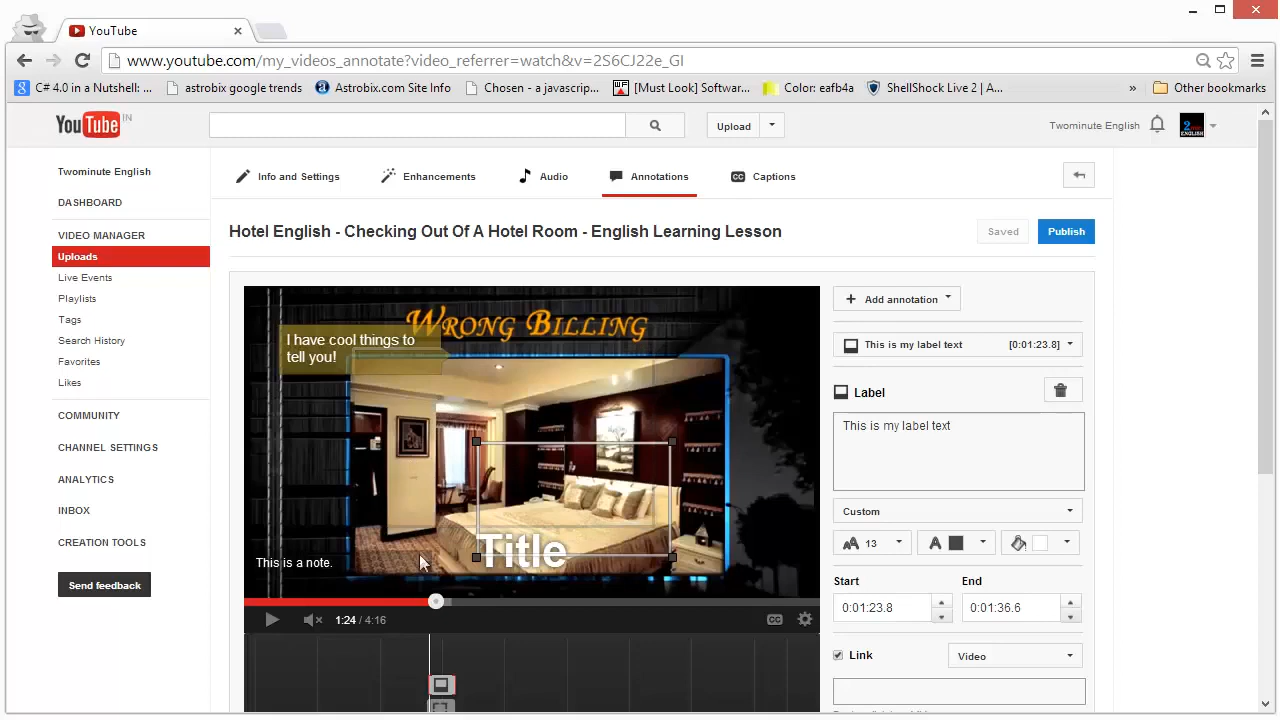 YouTube
www.youtube.com/my_videos_annotate?video_referrer=watch&v=2S6CJ22e_GI
C# 4.0 in a Nutshell: ...
astrobix google trends
Astrobix.com Site Info
Chosen - a javascrip...
[Must Look] Softwar...
Color: eafb4a
ShellShock Live 2 | A...
»
Other bookmarks
YouTube IN
Upload
Twominute English
2min ENGLISH
Twominute English
DASHBOARD
VIDEO MANAGER
Uploads
Live Events
Playlists
Tags
Search History
Favorites
Likes
COMMUNITY
CHANNEL SETTINGS
ANALYTICS
INBOX
CREATION TOOLS
Send feedback
Info and Settings
Enhancements
Audio
Annotations
CC Captions
Hotel English - Checking Out Of A Hotel Room - English Learning Lesson
Saved
Publish
WRONG BILLING
I have cool things to
tell you!
Title
This is a note.
1:24 / 4:16
CC
+ Add annotation
This is my label text [0:01:23.8]
Label
This is my label text
Custom
AA 13
A
Start
End
0:01:23.8
0:01:36.6
Link
Video